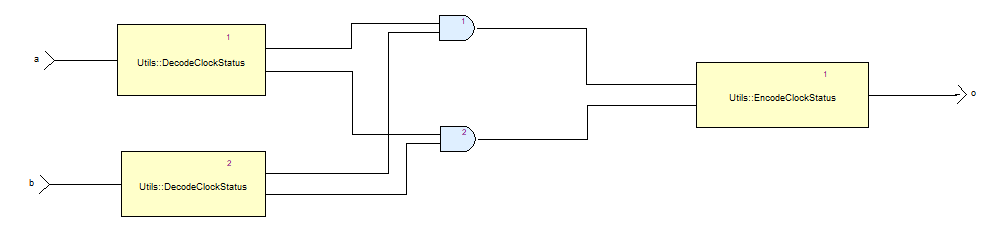 1
1
Utils::DecodeClockStatus
a
1
Utils::EncodeClockStatus
o
2
2
Utils::DecodeClockStatus
b